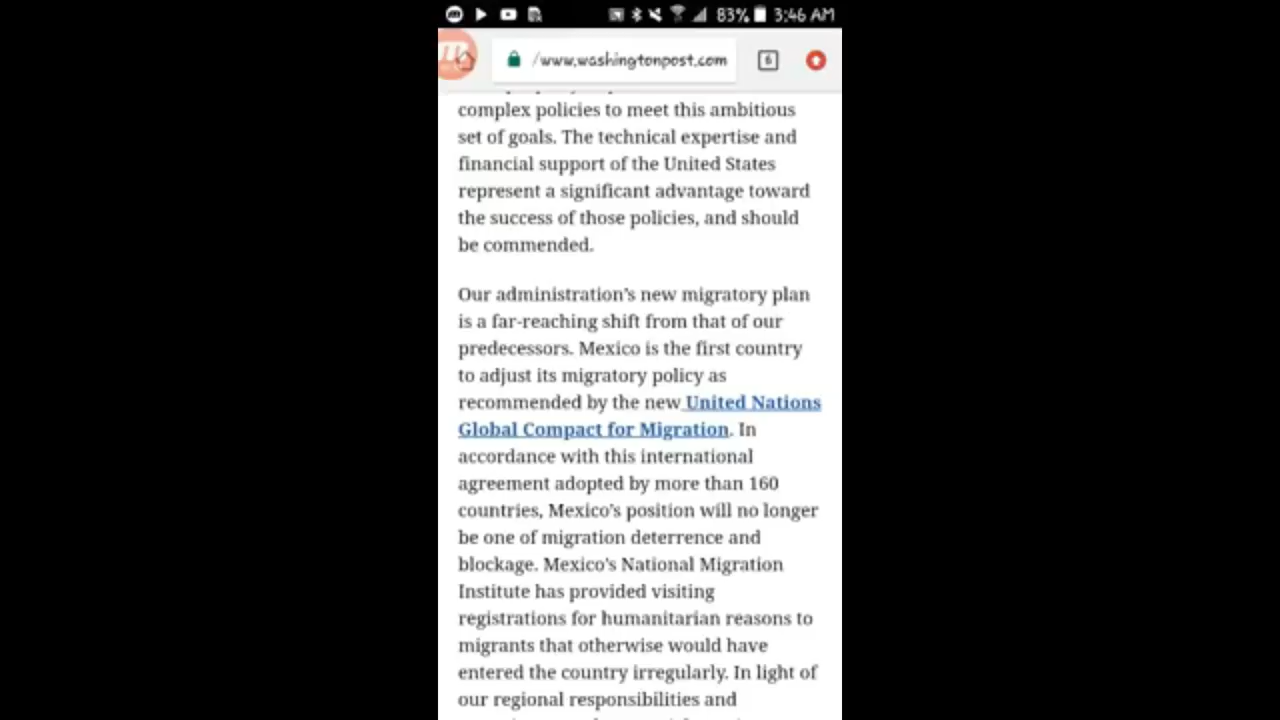 83% 3:46 AM
/www.washingtonpost.com 6
complex policies to meet this ambitious
set of goals. The technical expertise and
financial support of the United States
represent a significant advantage toward
the success of those policies, and should
be commended.
Our administration's new migratory plan
is a far-reaching shift from that of our
predecessors. Mexico is the first country
to adjust its migratory policy as
recommended by the new United Nations
Global Compact for Migration. In
accordance with this international
agreement adopted by more than 160
countries, Mexico's position will no longer
be one of migration deterrence and
blockage. Mexico's National Migration
Institute has provided visiting
registrations for humanitarian reasons to
migrants that otherwise would have
entered the country irregularly. In light of
our regional responsibilities and